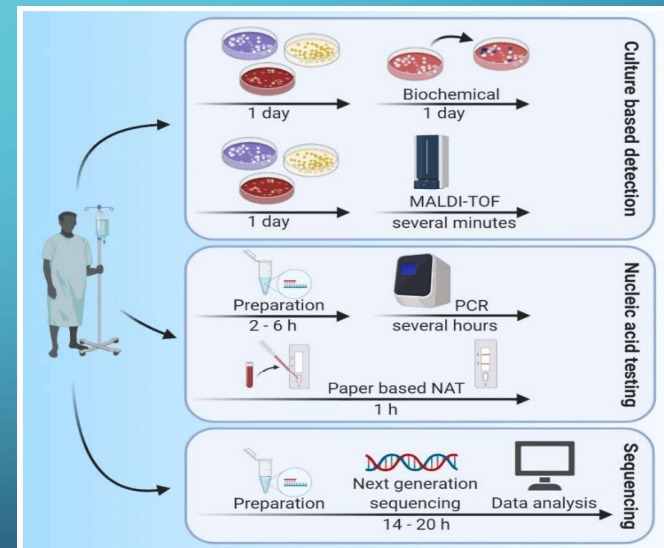 Culture based detection
Biochemical
1 day
1 day
MALDI-TOF
1 day
several minutes
Nucleic acid testing
Preparation
PCR
2 - 6 h
several hours
Paper based NAT
1 h
Sequencing
Next generation
Preparation
sequencing
Data analysis
14 - 20 h